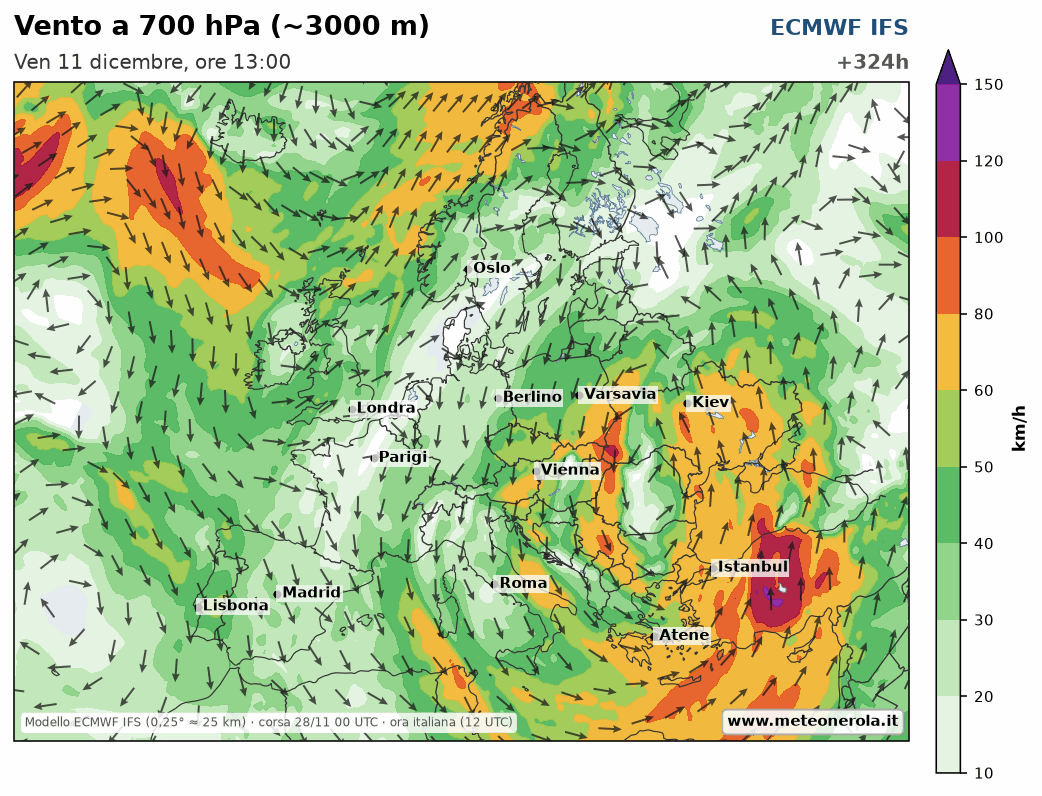 Vento a 700 hPa (~3000 m)
ECMWF IFS
Ven 11 dicembre, ore 13:00
+324h
150
120
100
80
60
50
40
30
20
10
km/h
Oslo
Berlino
Varsavia
Kiev
Londra
Parigi
Vienna
Istanbul
Roma
Madrid
Lisbona
Atene
Modello ECMWF IFS (0,25° ≈ 25 km) · corsa 28/11 00 UTC · ora italiana (12 UTC)
www.meteonerola.it